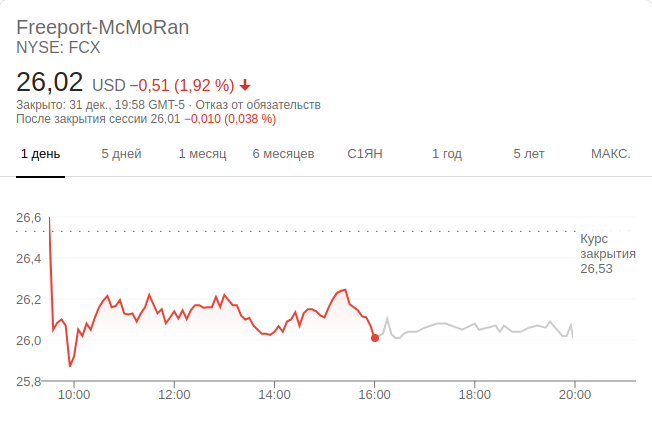 Freeport-McMoRan
NYSE: FCX
26,02 USD −0,51 (1,92 %)
Закрыто: 31 дек., 19:58 GMT-5 · Отказ от обязательств
После закрытия сессии 26,01 −0,010 (0,038 %)
1 день 5 дней 1 месяц 6 месяцев С1ЯН 1 год 5 лет МАКС.
26,6
Курс
закрытия
26,53
26,4
26,2
26,0
25,8
10:00 12:00 14:00 16:00 18:00 20:00